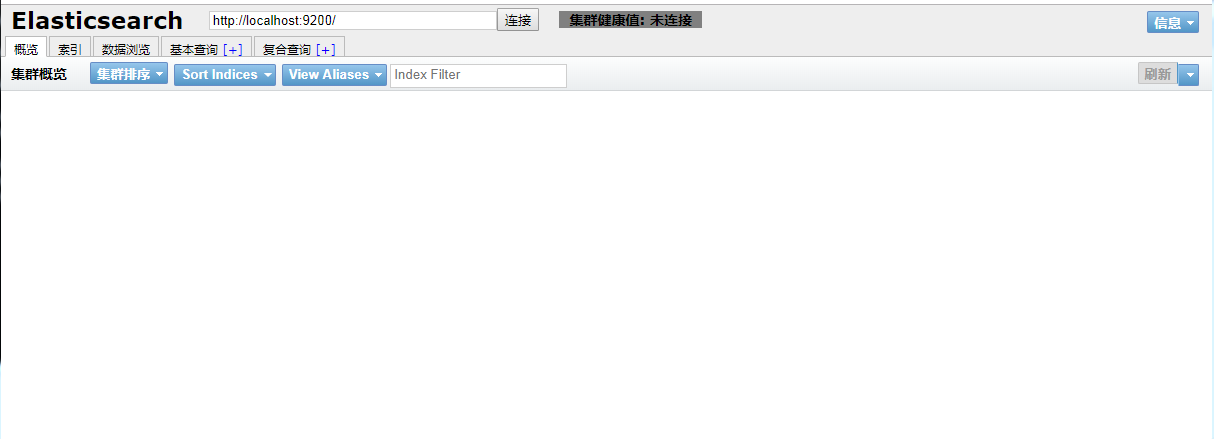 Elasticsearch http://localhost:9200/ 连接 集群健康值: 未连接 信息
概览 索引 数据浏览 基本查询 [+] 复合查询 [+]
集群概览 集群排序 Sort Indices View Aliases Index Filter 刷新